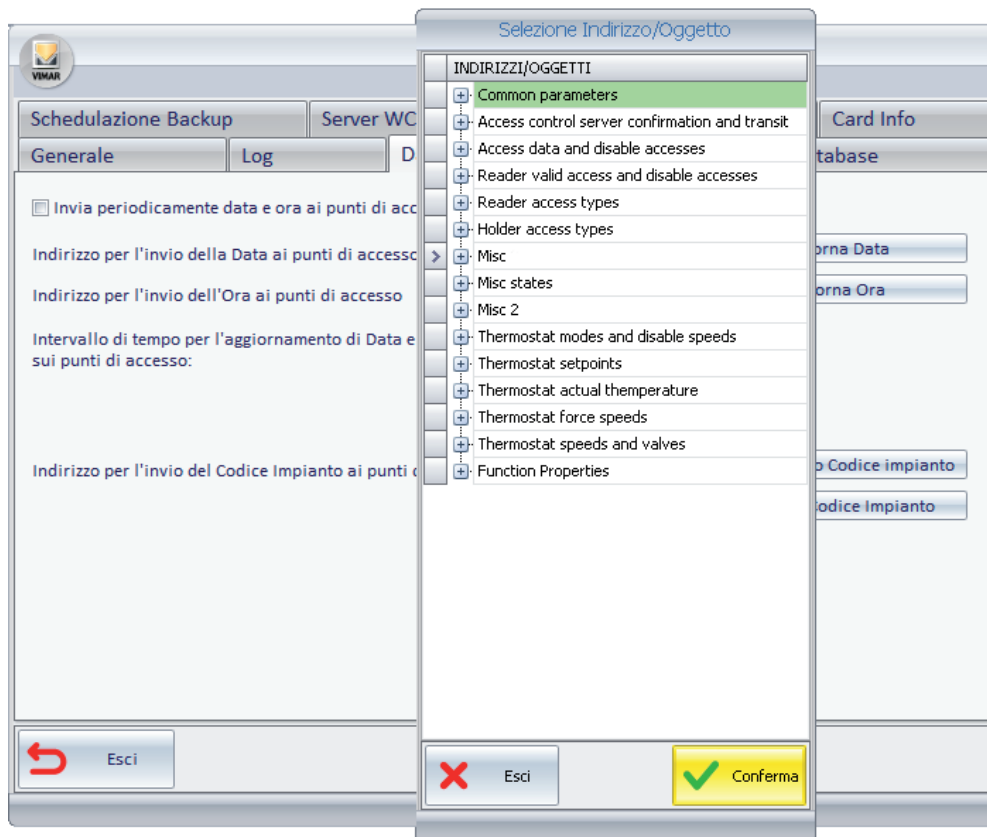 Selezione Indirizzo/Oggetto
VIMAR
INDIRIZZI/OGGETTI
Common parameters
Access control server confirmation and transit
Access data and disable accesses
Reader valid access and disable accesses
Reader access types
Holder access types
Misc
Misc states
Misc 2
Thermostat modes and disable speeds
Thermostat setpoints
Thermostat actual themperature
Thermostat force speeds
Thermostat speeds and valves
Function Properties
Esci
Conferma
Schedulazione Backup
Server WC
Card Info
Generale
Log
D
tabase
Invia periodicamente data e ora ai punti di acc
Indirizzo per l'invio della Data ai punti di accesso
orna Data
Indirizzo per l'invio dell'Ora ai punti di accesso
orna Ora
Intervallo di tempo per l'aggiornamento di Data e
sui punti di accesso:
Indirizzo per l'invio del Codice Impianto ai punti
o Codice impianto
Codice Impianto
Esci